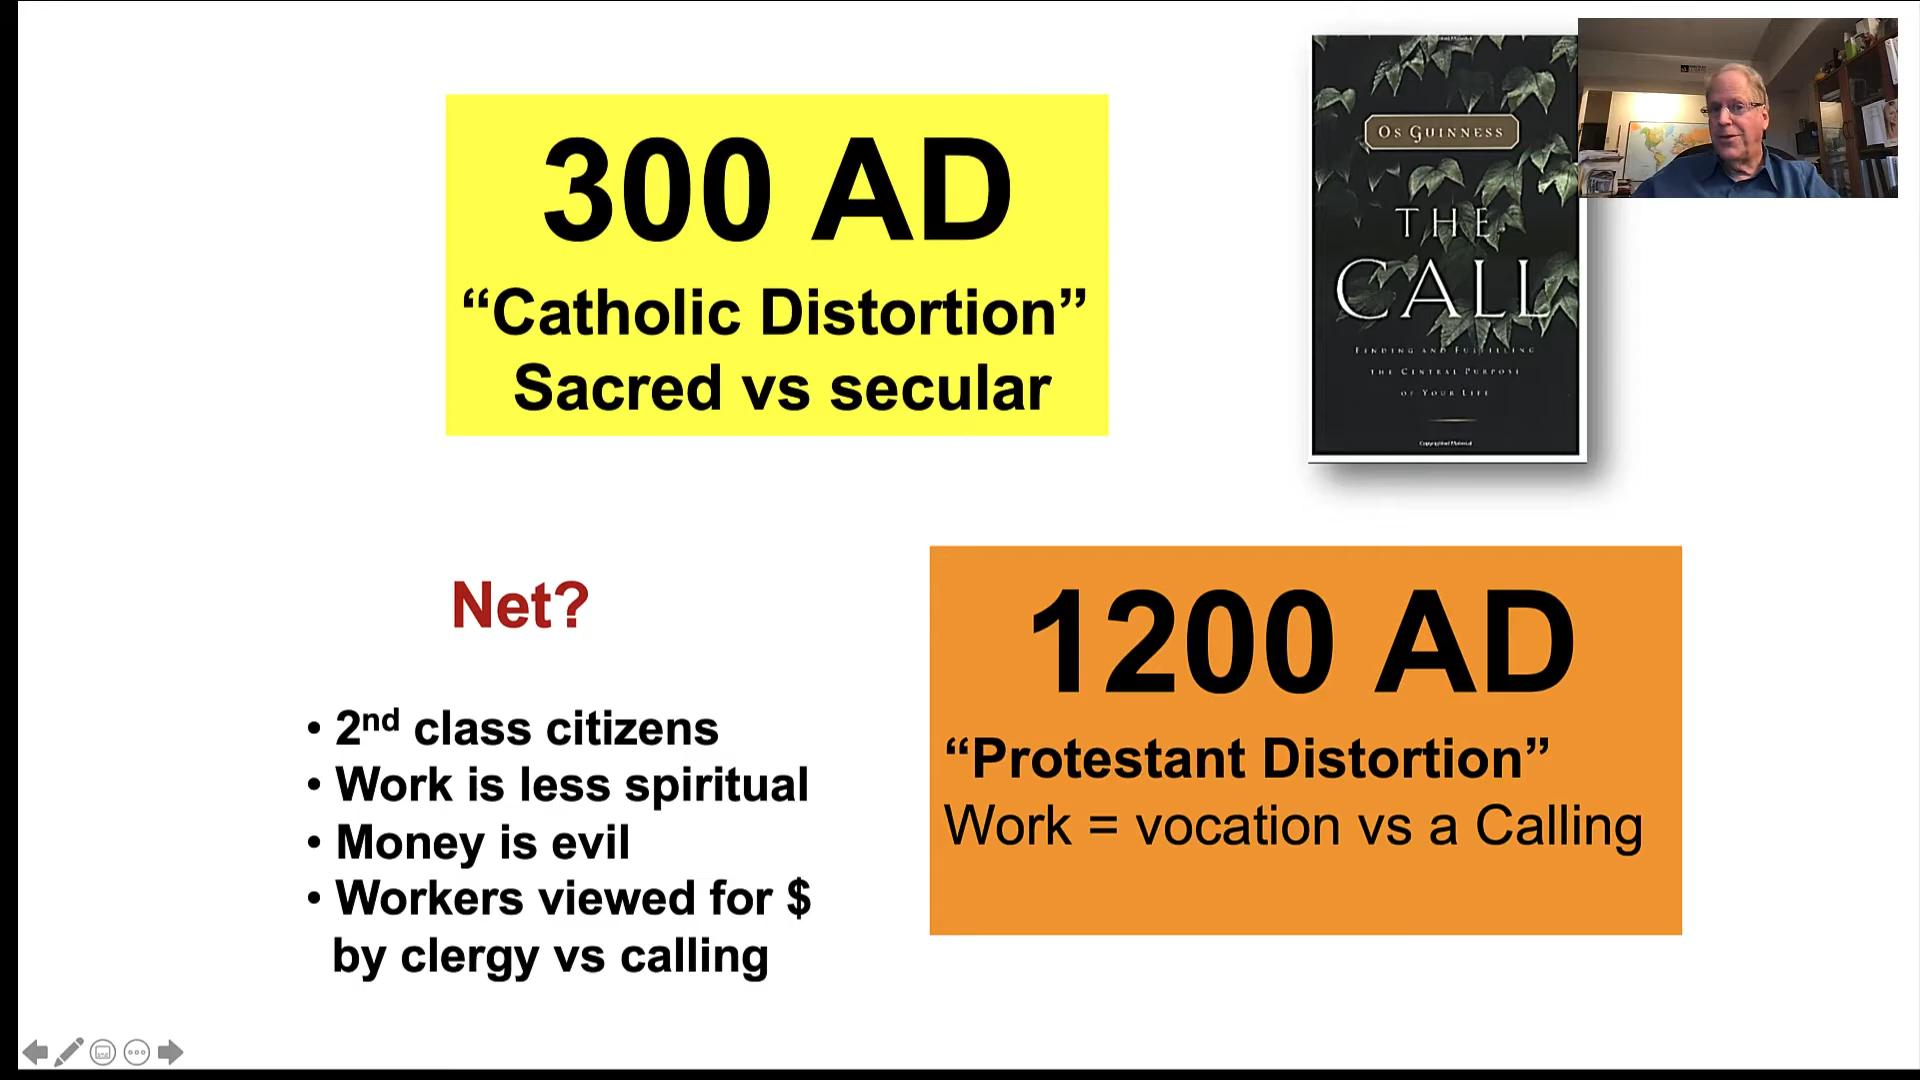 300 AD
“Catholic Distortion”
Sacred vs secular
Os Guinness
THE
CALL
Finding and Fulfilling
the Central Purpose
of Your Life
Copyrighted Material
Net?
• 2nd class citizens
• Work is less spiritual
• Money is evil
• Workers viewed for $
by clergy vs calling
1200 AD
“Protestant Distortion”
Work = vocation vs a Calling